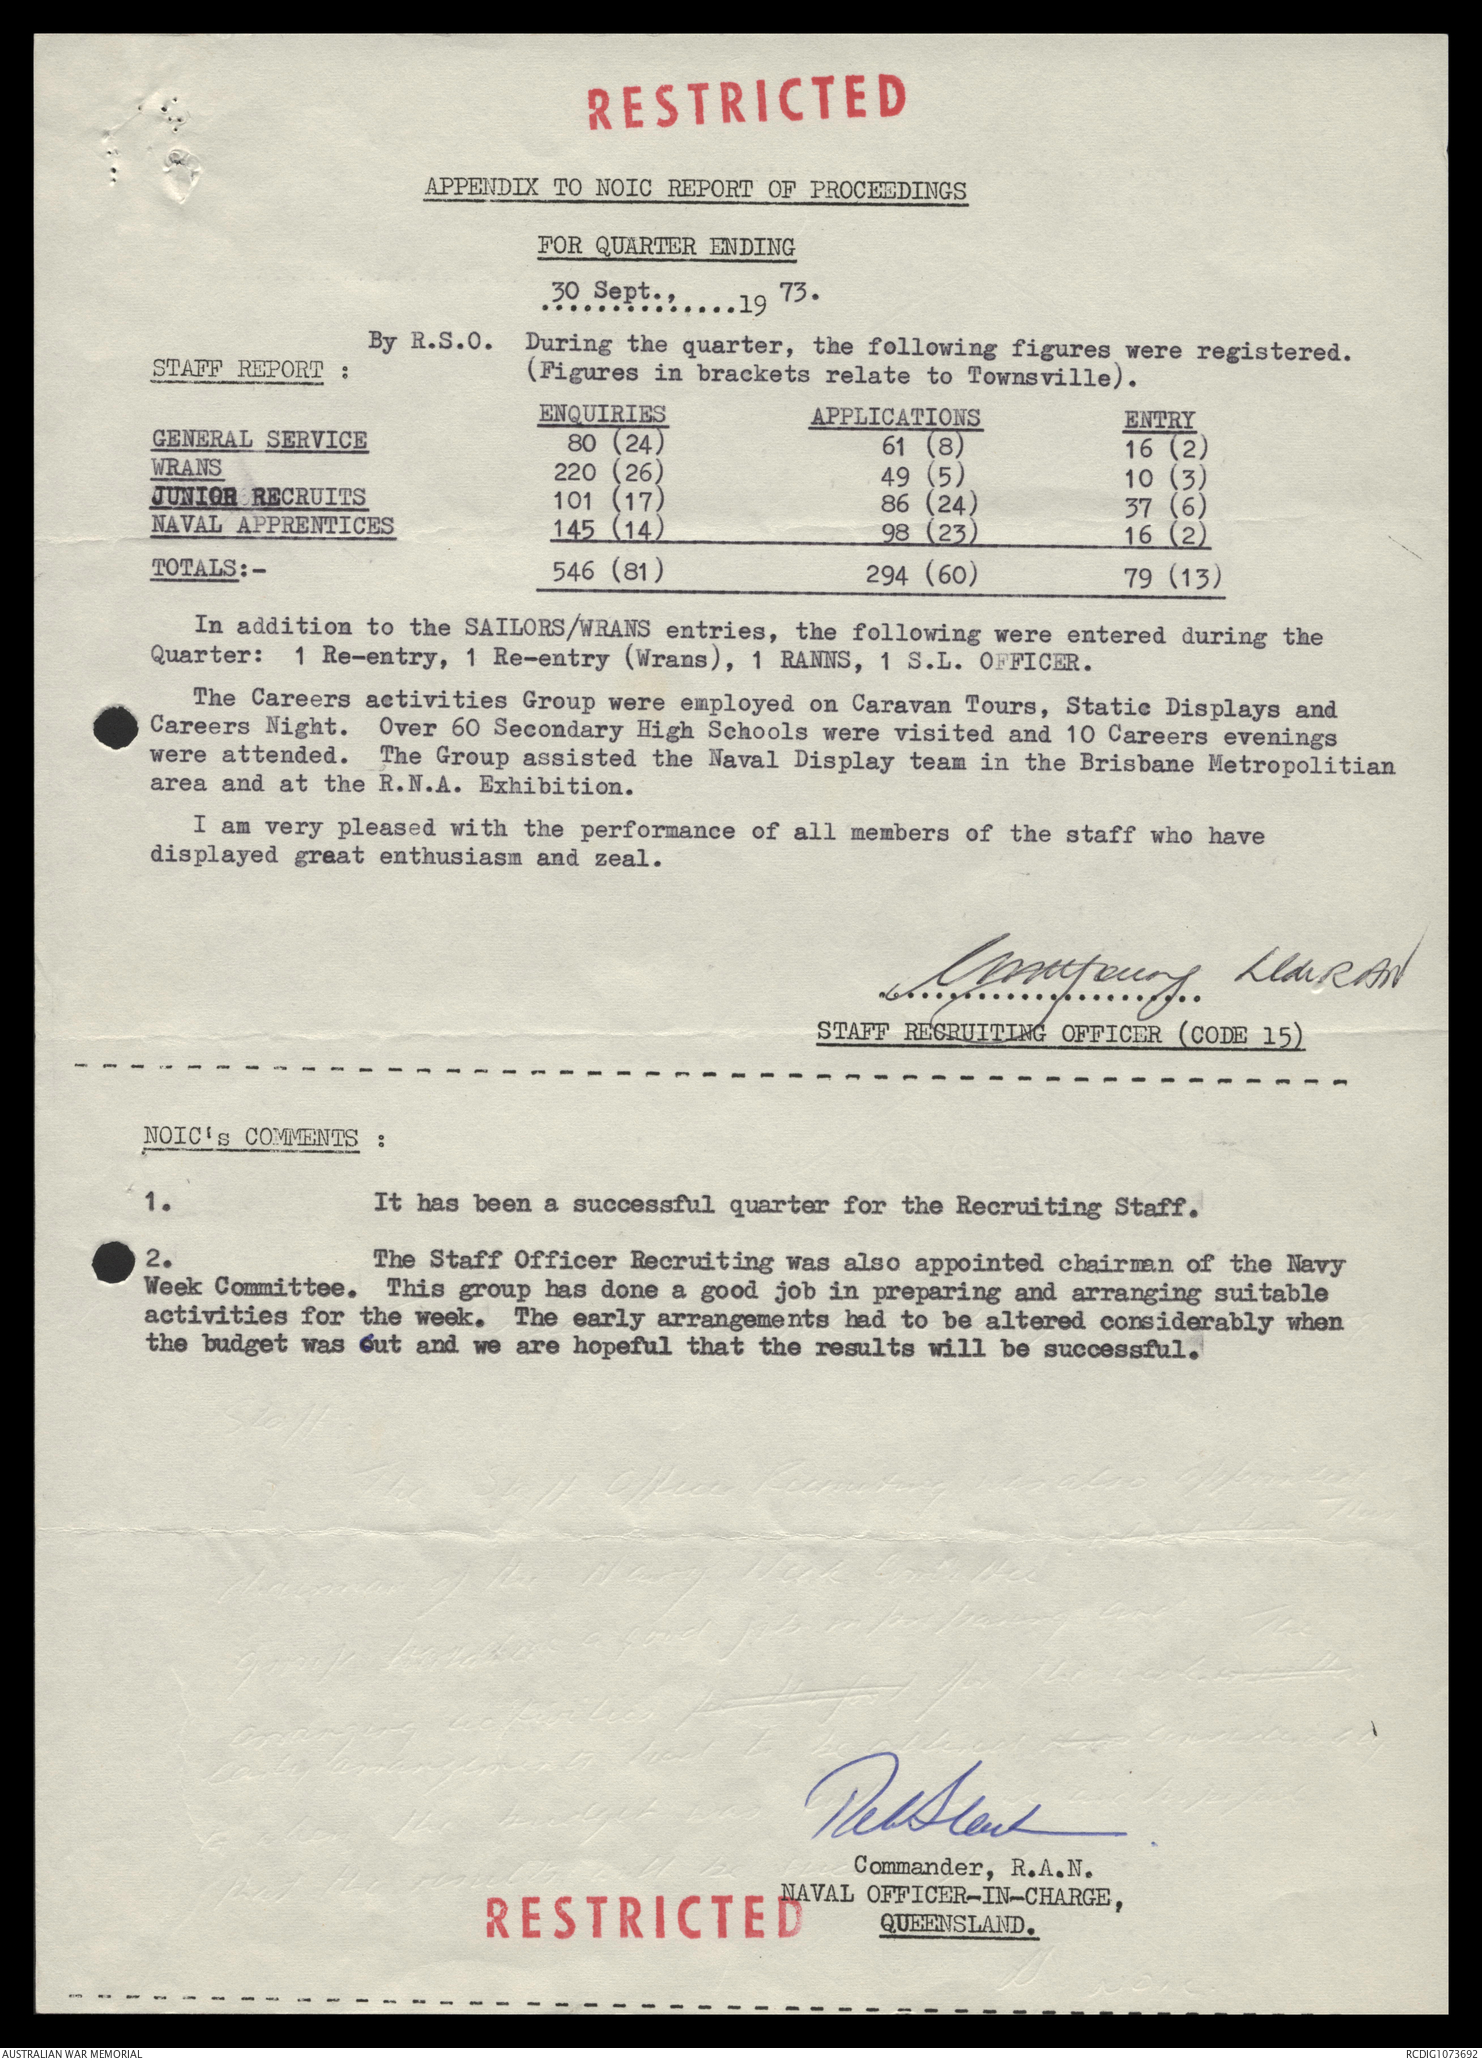 RESTRICTED
APPENDIX TO NOIC REPORT OF PROCEEDINGS
FOR QUARTER ENDING
30 Sept., ..............19 73.
By R.S.O. During the quarter, the following figures were registered.
STAFF REPORT : (Figures in brackets relate to Townsville).
ENQUIRIES APPLICATIONS ENTRY
GENERAL SERVICE 80 (24) 61 (8) 16 (2)
WRANS 220 (26) 49 (5) 10 (3)
JUNIOR RECRUITS 101 (17) 86 (24) 37 (6)
NAVAL APPRENTICES 145 (14) 98 (23) 16 (2)
TOTALS:- 546 (81) 294 (60) 79 (13)
In addition to the SAILORS/WRANS entries, the following were entered during the
Quarter: 1 Re-entry, 1 Re-entry (Wrans), 1 RANNS, 1 S.L. OFFICER.
The Careers activities Group were employed on Caravan Tours, Static Displays and
Careers Night. Over 60 Secondary High Schools were visited and 10 Careers evenings
were attended. The Group assisted the Naval Display team in the Brisbane Metropolitian
area and at the R.N.A. Exhibition.
I am very pleased with the performance of all members of the staff who have
displayed great enthusiasm and zeal.
STAFF RECRUITING OFFICER (CODE 15)
NOIC's COMMENTS :
1. It has been a successful quarter for the Recruiting Staff.
2. The Staff Officer Recruiting was also appointed chairman of the Navy
Week Committee. This group has done a good job in preparing and arranging suitable
activities for the week. The early arrangements had to be altered considerably when
the budget was cut and we are hopeful that the results will be successful.
Commander, R.A.N.
NAVAL OFFICER-IN-CHARGE,
QUEENSLAND.
RESTRICTED
AUSTRALIAN WAR MEMORIAL
RCDIG1073692